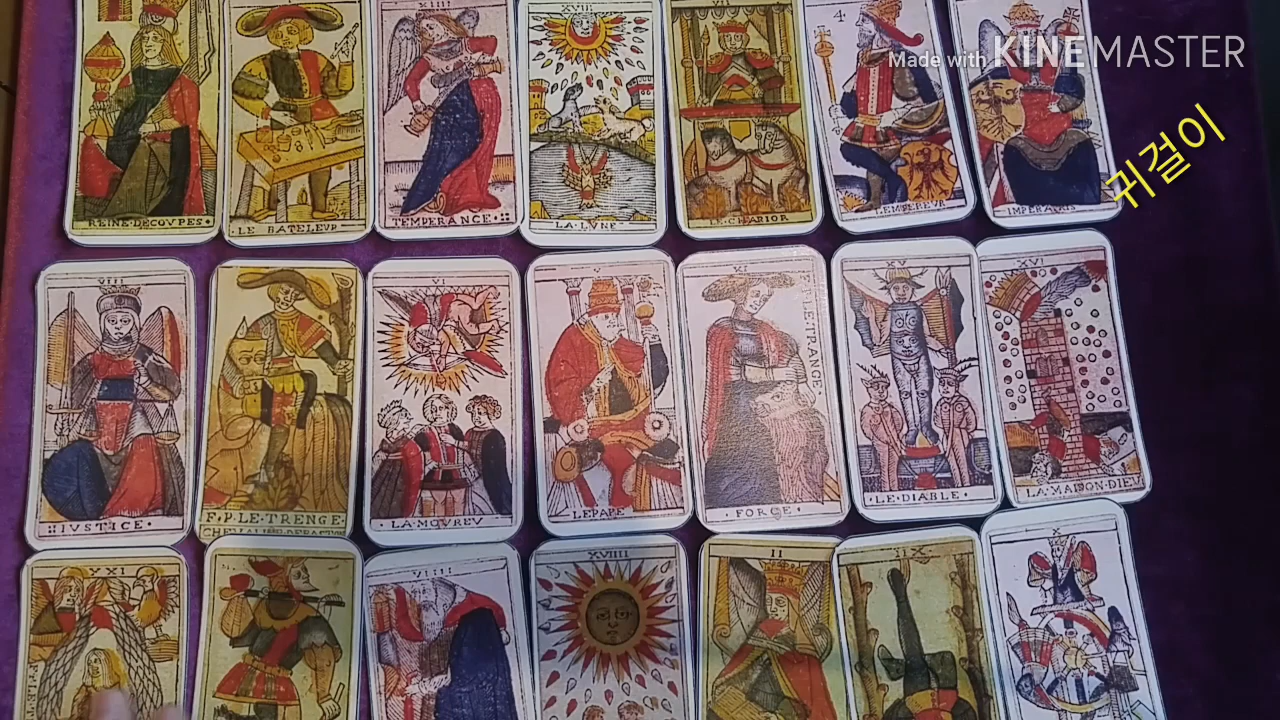 Made with KINEMASTER
귀걸이
XIIII
XVIII
VII
4
REINE·DECOVPES·
LE BATELEVR
TEMPERANCE·
LA·LVNE
LE·CHARIOR
LEMPEREVR
VIII
VI
V
XI
XV
XVI
P·LE·TRANGE
IVSTICE·
F·P·LE·TRENGE
·LA·MOVREV
LEPAPE
·FORCE·
·LE·DIABLE·
LA·MAISON·DIEV
XXI
VIIII
XVIIII
II
IIX
X